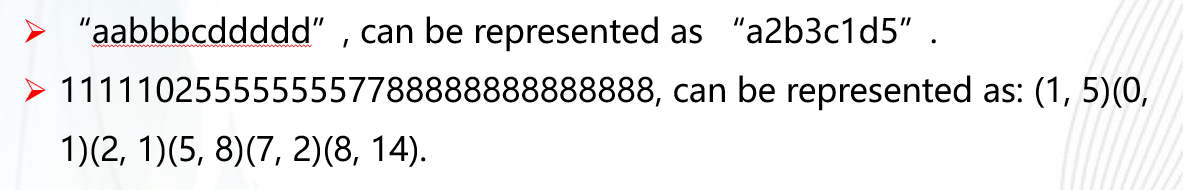 ➢ “aabbbcddddd”, can be represented as “a2b3c1d5”.
➢ 1111102555555557788888888888888, can be represented as: (1, 5)(0,
1)(2, 1)(5, 8)(7, 2)(8, 14).